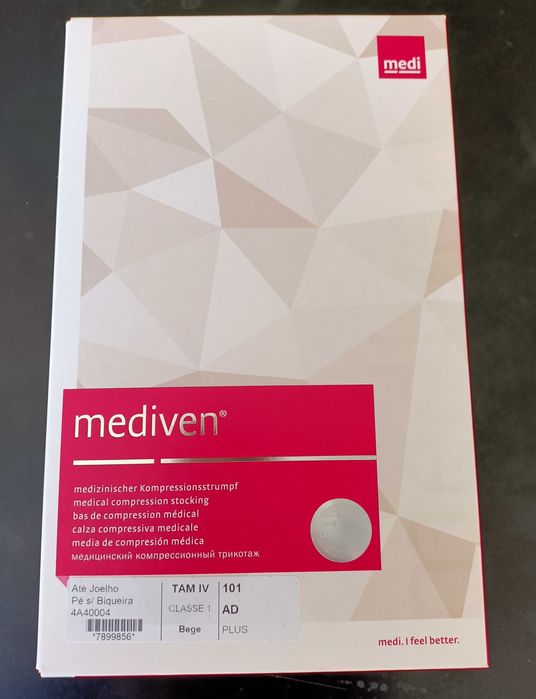 medi
mediven®
medizinischer Kompressionsstrumpf
medical compression stocking
bas de compression médical
calza compressiva medicale
media de compresión médica
медицинский компрессионный трикотаж
Até Joelho
Pé s/ Biqueira
4A40004
*7899856*
TAM IV
CLASSE 1
Bege
101
AD
PLUS
medi. I feel better.